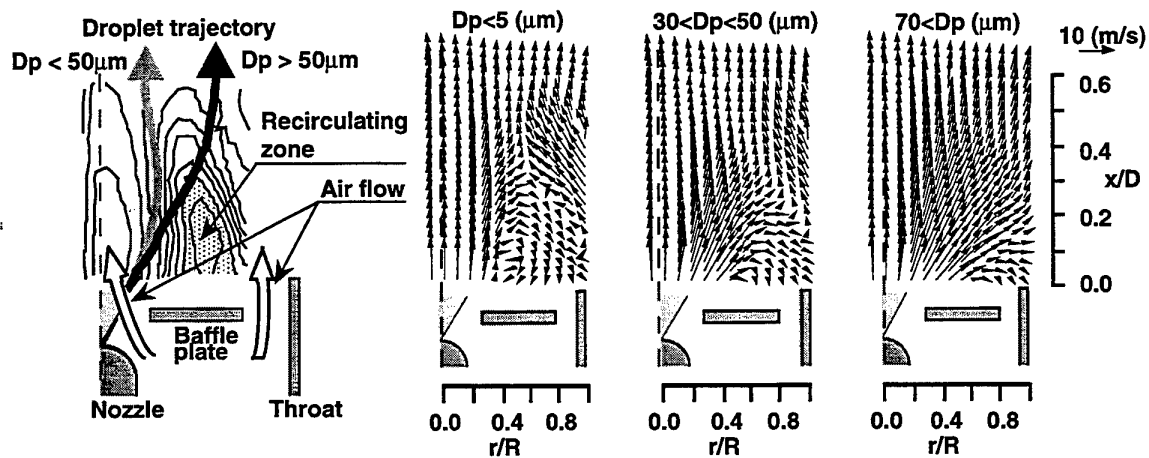 Droplet trajectory
Dp < 50μm
Dp > 50μm
Recirculating
zone
Air flow
Baffle
plate
Nozzle
Throat
Dp<5 (μm)
0.0 0.4 0.8
r/R
30<Dp<50 (μm)
0.0 0.4 0.8
r/R
70<Dp (μm)
0.0 0.4 0.8
r/R
10 (m/s)
0.6
0.4
x/D
0.2
0.0